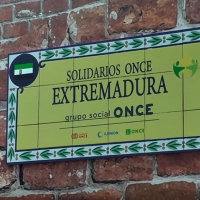 SOLIDARIOS ONCE
EXTREMADURA
grupo social ONCE